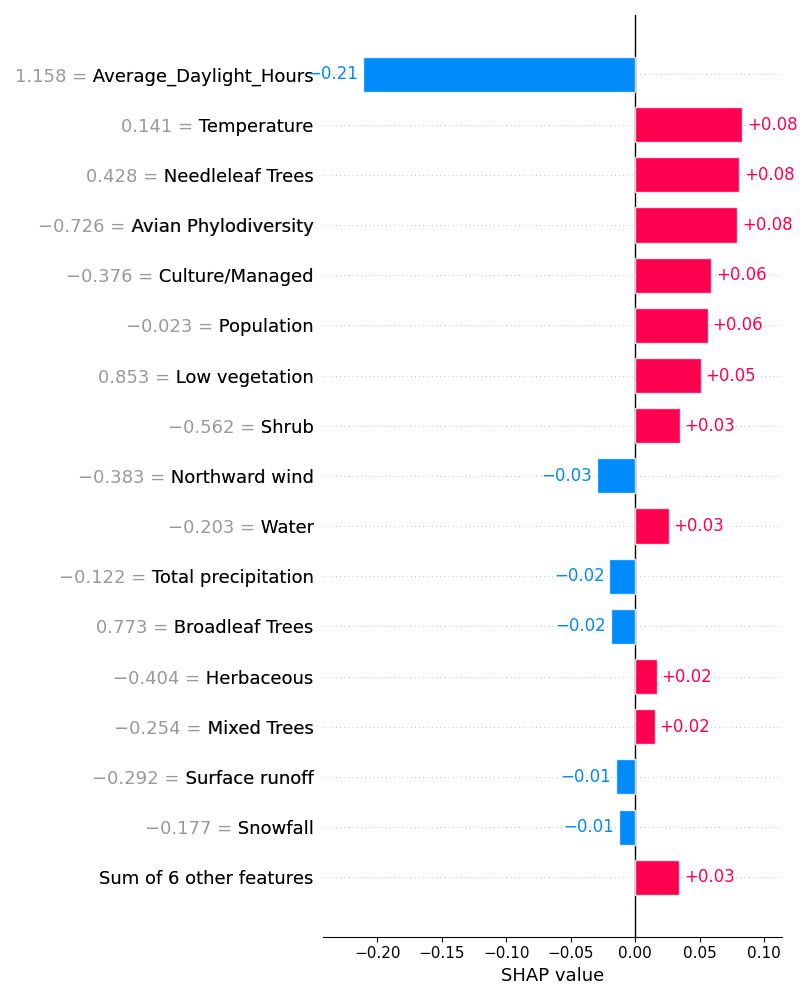 1.158 = Average_Daylight_Hours −0.21
0.141 = Temperature +0.08
0.428 = Needleleaf Trees +0.08
−0.726 = Avian Phylodiversity +0.08
−0.376 = Culture/Managed +0.06
−0.023 = Population +0.06
0.853 = Low vegetation +0.05
−0.562 = Shrub +0.03
−0.383 = Northward wind −0.03
−0.203 = Water +0.03
−0.122 = Total precipitation −0.02
0.773 = Broadleaf Trees −0.02
−0.404 = Herbaceous +0.02
−0.254 = Mixed Trees +0.02
−0.292 = Surface runoff −0.01
−0.177 = Snowfall −0.01
Sum of 6 other features +0.03
−0.20 −0.15 −0.10 −0.05 0.00 0.05 0.10
SHAP value